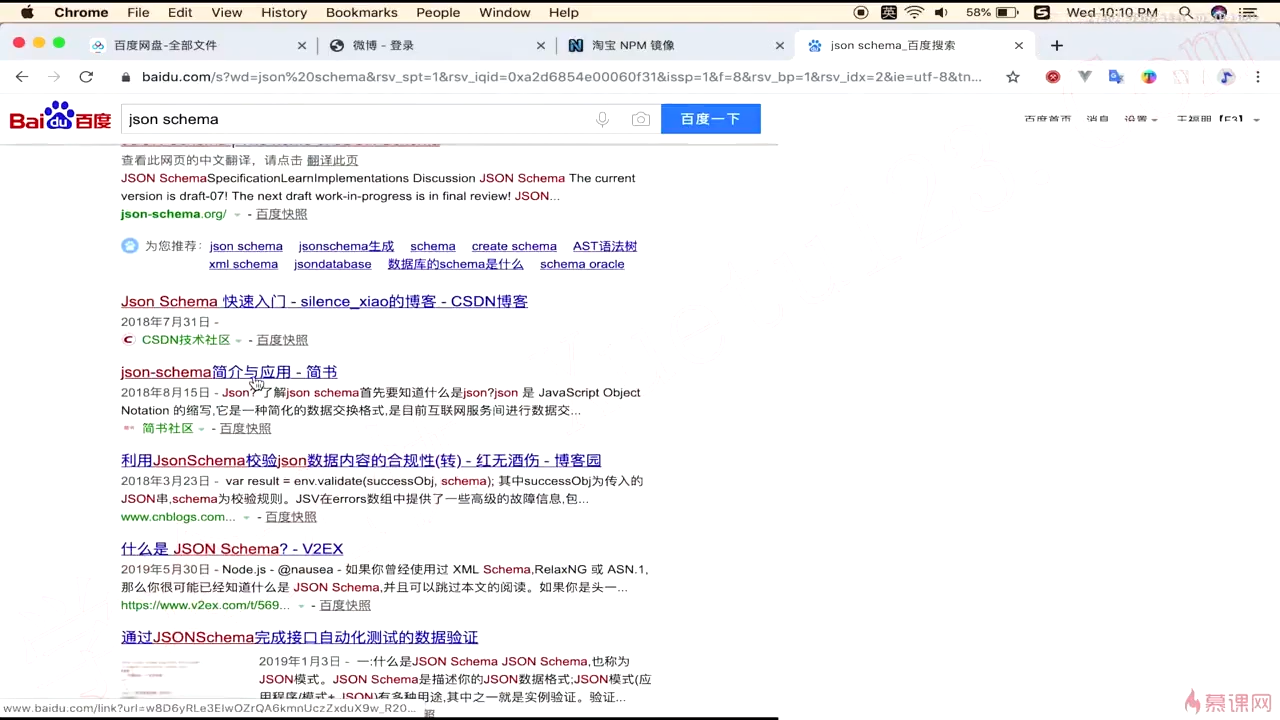 Chrome File Edit View History Bookmarks People Window Help 英 58% S Wed 10:10 PM
百度网盘-全部文件 微博 - 登录 淘宝 NPM 镜像 json schema_百度搜索
baidu.com/s?wd=json%20schema&rsv_spt=1&rsv_iqid=0xa2d6854e00060f31&issp=1&f=8&rsv_bp=1&rsv_idx=2&ie=utf-8&tn...
Bai du 百度 json schema 百度一下 百度首页 消息 设置
查看此网页的中文翻译，请点击 翻译此页
JSON SchemaSpecificationLearnImplementations Discussion JSON Schema The current
version is draft-07! The next draft work-in-progress is in final review! JSON...
json-schema.org/ - 百度快照
为您推荐: json schema jsonschema生成 schema create schema AST语法树
xml schema jsondatabase 数据库的schema是什么 schema oracle
Json Schema 快速入门 - silence_xiao的博客 - CSDN博客
2018年7月31日 -
CSDN技术社区 - 百度快照
json-schema简介与应用 - 简书
2018年8月15日 - Json? 了解json schema首先要知道什么是json?json 是 JavaScript Object
Notation 的缩写,它是一种简化的数据交换格式,是目前互联网服务间进行数据交...
简书社区 - 百度快照
利用JsonSchema校验json数据内容的合规性(转) - 红无酒伤 - 博客园
2018年3月23日 - var result = env.validate(successObj, schema); 其中successObj为传入的
JSON串,schema为校验规则。JSV在errors数组中提供了一些高级的故障信息,包...
www.cnblogs.com... - 百度快照
什么是 JSON Schema? - V2EX
2019年5月30日 - Node.js - @nausea - 如果你曾经使用过 XML Schema,RelaxNG 或 ASN.1,
那么你很可能已经知道什么是 JSON Schema,并且可以跳过本文的阅读。如果你是头一...
https://www.v2ex.com/t/569... - 百度快照
通过JSONSchema完成接口自动化测试的数据验证
2019年1月3日 - 一:什么是JSON Schema JSON Schema,也称为
JSON模式。JSON Schema是描述你的JSON数据格式;JSON模式(应
用程序/模式+ JSON)有多种用途,其中之一就是实例验证。验证...
www.baidu.com/link?url=w8D6yRLe3ElwOZrQA6kmnUczZxduX9w_R20...
慕课网